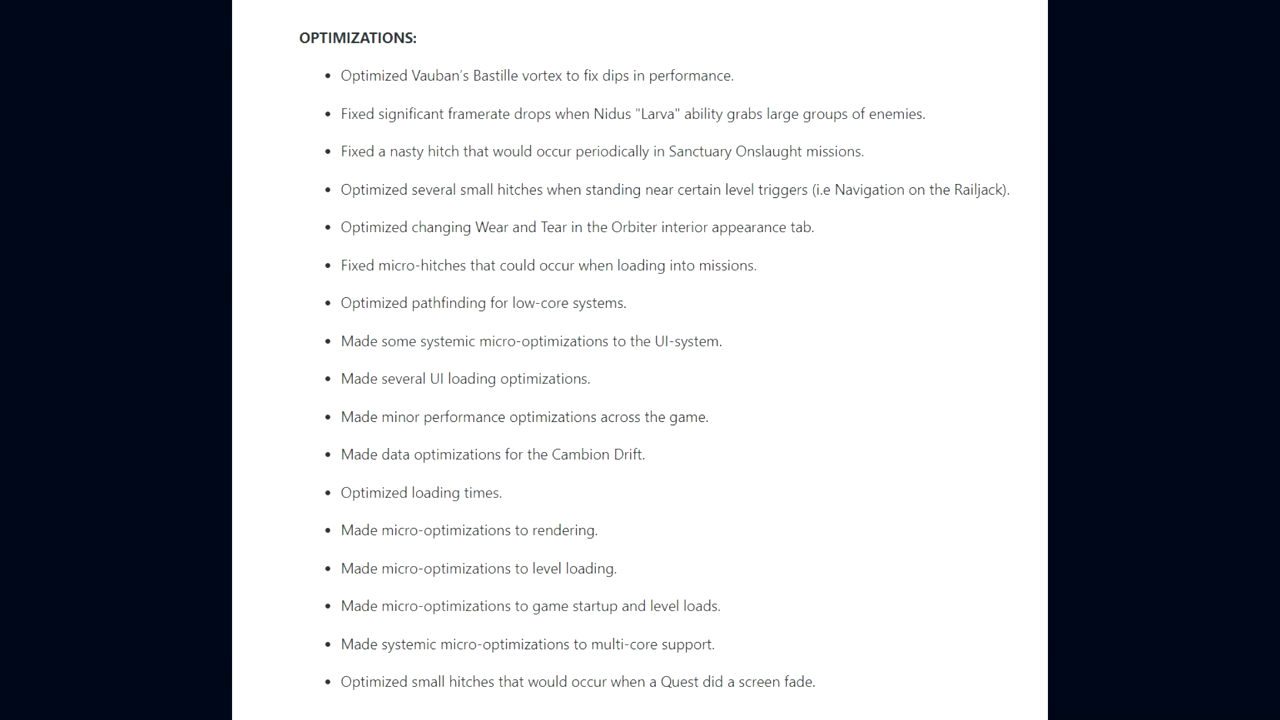 OPTIMIZATIONS:
• Optimized Vauban's Bastille vortex to fix dips in performance.
• Fixed significant framerate drops when Nidus "Larva" ability grabs large groups of enemies.
• Fixed a nasty hitch that would occur periodically in Sanctuary Onslaught missions.
• Optimized several small hitches when standing near certain level triggers (i.e Navigation on the Railjack).
• Optimized changing Wear and Tear in the Orbiter interior appearance tab.
• Fixed micro-hitches that could occur when loading into missions.
• Optimized pathfinding for low-core systems.
• Made some systemic micro-optimizations to the UI-system.
• Made several UI loading optimizations.
• Made minor performance optimizations across the game.
• Made data optimizations for the Cambion Drift.
• Optimized loading times.
• Made micro-optimizations to rendering.
• Made micro-optimizations to level loading.
• Made micro-optimizations to game startup and level loads.
• Made systemic micro-optimizations to multi-core support.
• Optimized small hitches that would occur when a Quest did a screen fade.